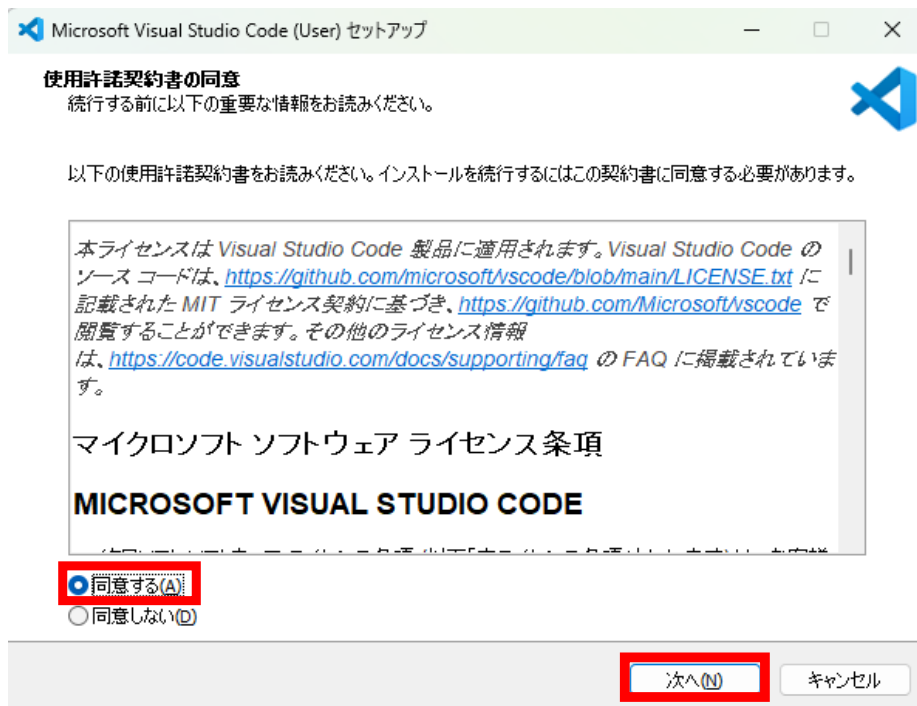 Microsoft Visual Studio Code (User) セットアップ
使用許諾契約書の同意
続行する前に以下の重要な情報をお読みください。
以下の使用許諾契約書をお読みください。インストールを続行するにはこの契約書に同意する必要があります。
本ライセンスは Visual Studio Code 製品に適用されます。Visual Studio Code の
ソース コードは、https://github.com/microsoft/vscode/blob/main/LICENSE.txt に
記載された MIT ライセンス契約に基づき、https://github.com/Microsoft/vscode で
閲覧することができます。その他のライセンス情報
は、https://code.visualstudio.com/docs/supporting/faq の FAQ に掲載されていま
す。
マイクロソフト ソフトウェア ライセンス条項
MICROSOFT VISUAL STUDIO CODE
同意する(A)
同意しない(D)
次へ(N)
キャンセル